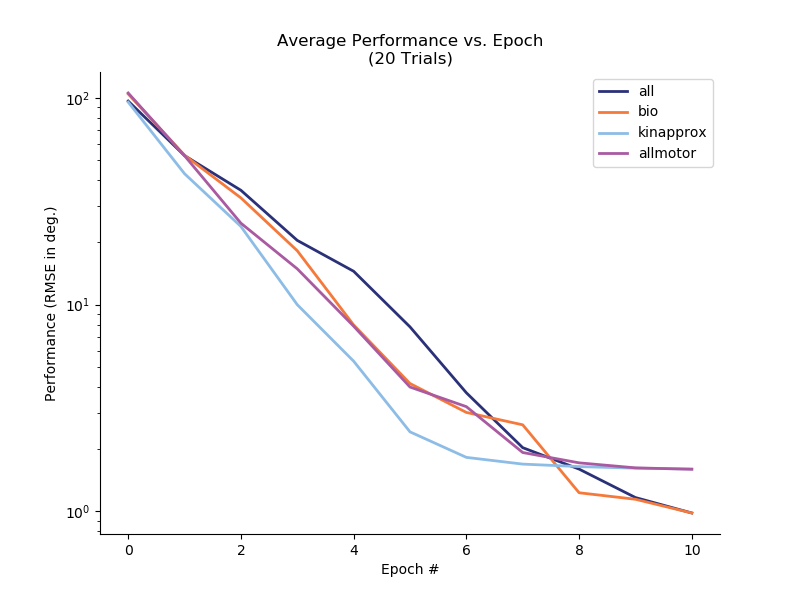 Average Performance vs. Epoch
(20 Trials)
all
bio
kinapprox
allmotor
Performance (RMSE in deg.)
10²
10¹
10⁰
0 2 4 6 8 10
Epoch #